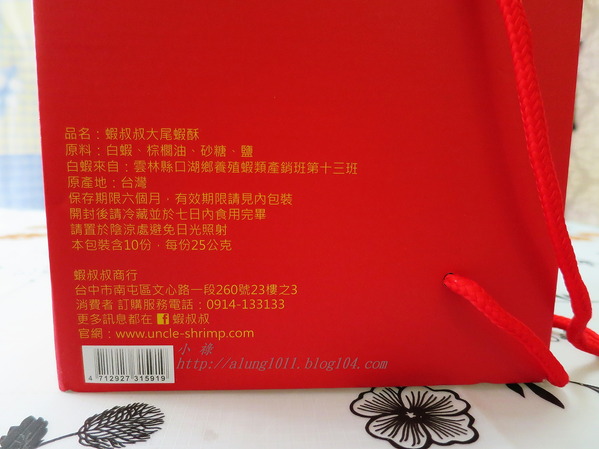 品名：蝦叔叔大尾蝦酥
原料：白蝦、棕櫚油、砂糖、鹽
白蝦來自：雲林縣口湖鄉養殖蝦類產銷班第十三班
原產地：台灣
保存期限六個月，有效期限請見內包裝
開封後請冷藏並於七日內食用完畢
請置於陰涼處避免日光照射
本包裝含10份，每份25公克
蝦叔叔商行
台中市南屯區文心路一段260號23樓之3
消費者 訂購服務電話：0914-133133
更多訊息都在 f 蝦叔叔
官網：www.uncle-shrimp.com
小祿
http://alung1011.blog104.com
4 712927 315919